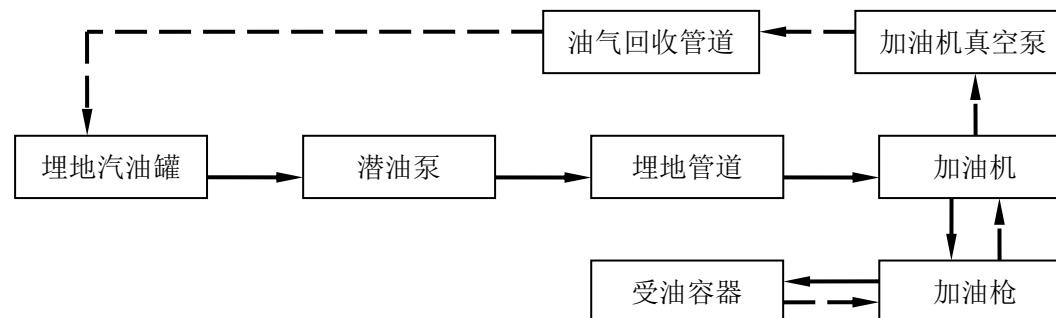 油气回收管道
加油机真空泵
埋地汽油罐
潜油泵
埋地管道
加油机
受油容器
加油枪